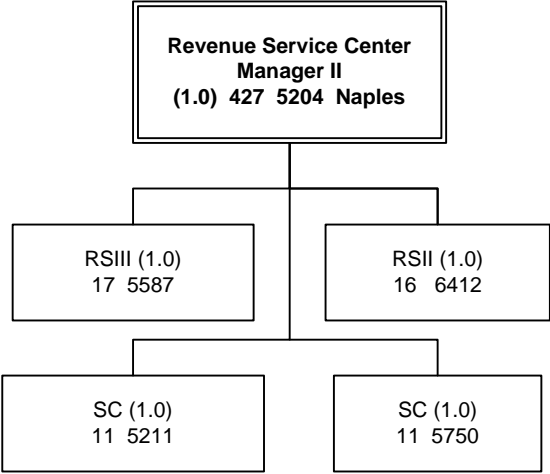 Revenue Service Center
Manager II
(1.0)  427  5204  Naples
RSIII (1.0)
17  5587
RSII (1.0)
16   6412
SC (1.0)
11  5211
SC (1.0)
11  5750